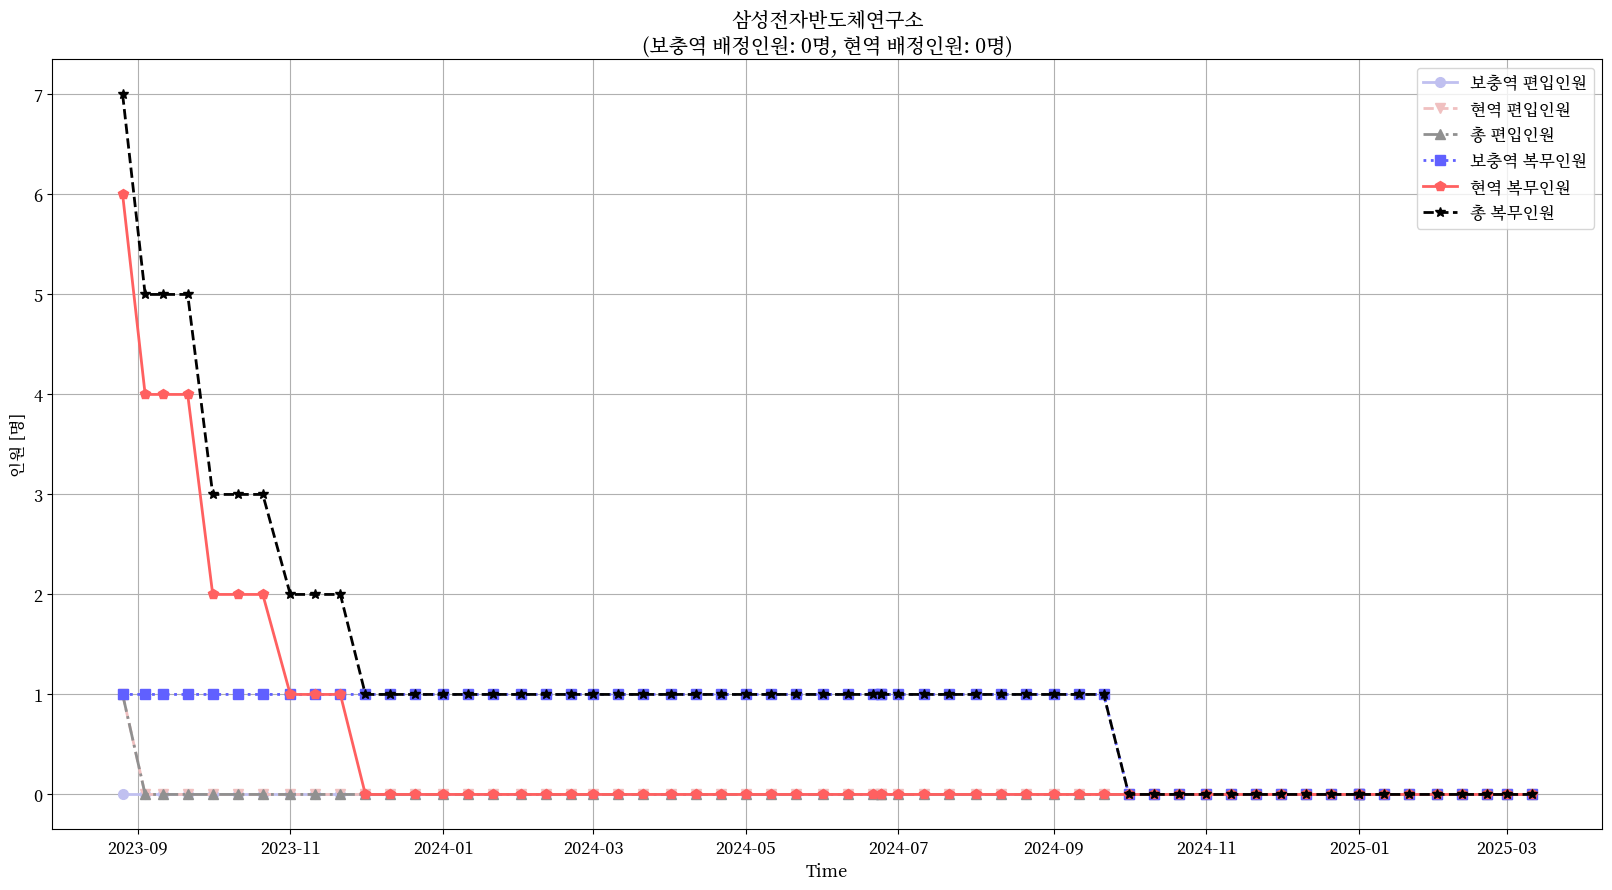 삼성전자반도체연구소
(보충역 배정인원: 0명, 현역 배정인원: 0명)
보충역 편입인원
현역 편입인원
총 편입인원
보충역 복무인원
현역 복무인원
총 복무인원
인원 [명]
7
6
5
4
3
2
1
0
2023-09
2023-11
2024-01
2024-03
2024-05
2024-07
2024-09
2024-11
2025-01
2025-03
Time